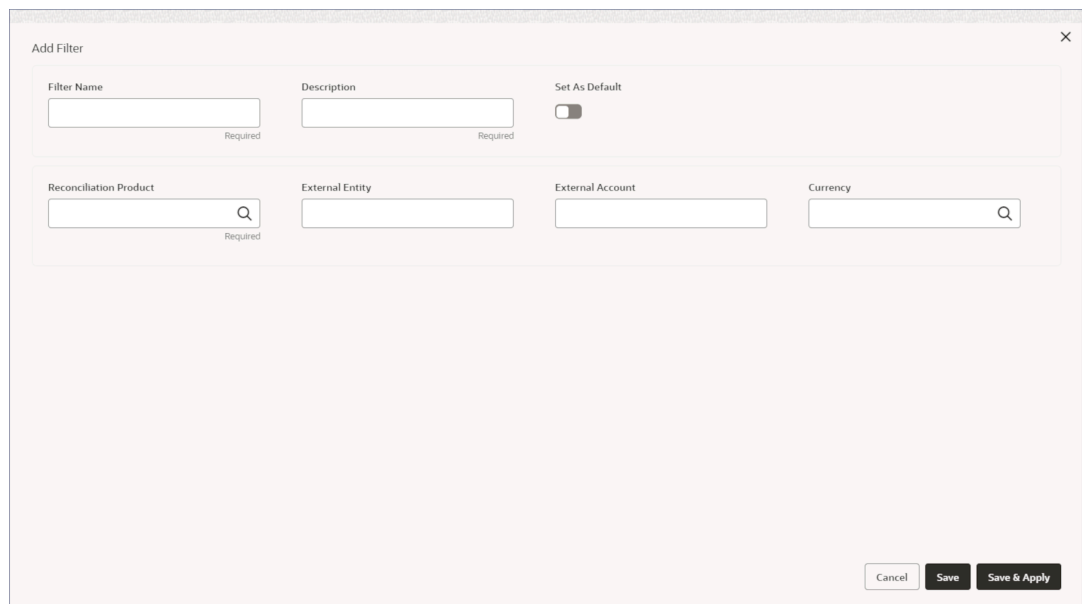 Add Filter
Filter Name Description Set As Default
Required Required
Reconciliation Product External Entity External Account Currency
Required
Cancel Save Save & Apply